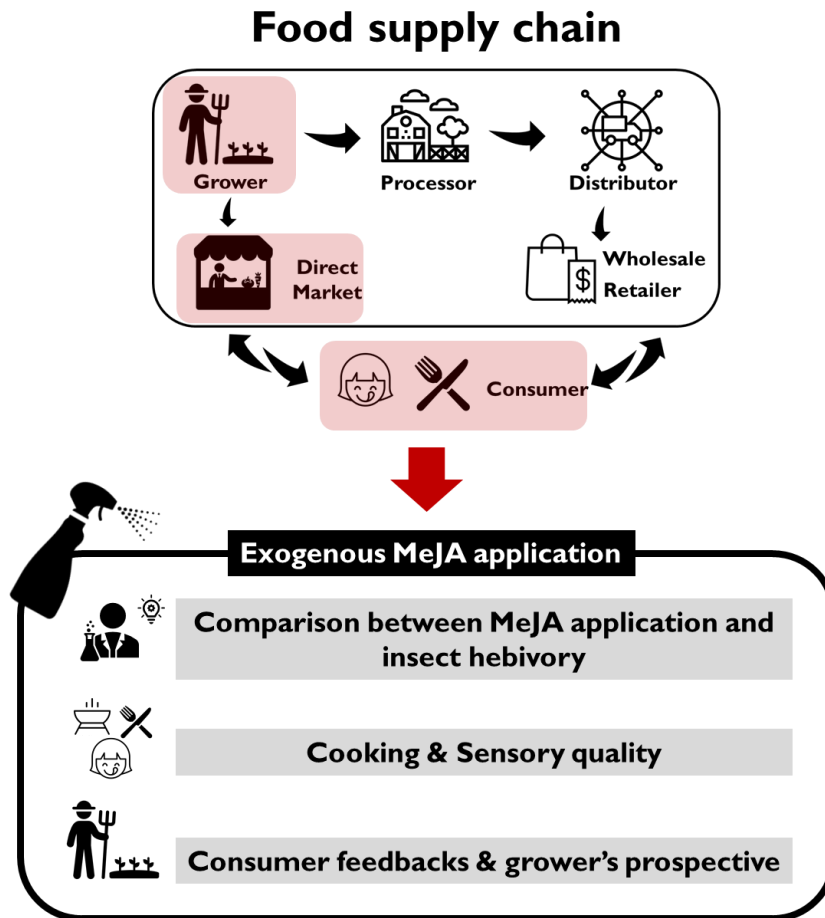 Food supply chain
Grower
Processor
Distributor
Direct
Market
Wholesale
$ Retailer
Consumer
Exogenous MeJA application
Comparison between MeJA application and
insect hebivory
Cooking & Sensory quality
Consumer feedbacks & grower's prospective